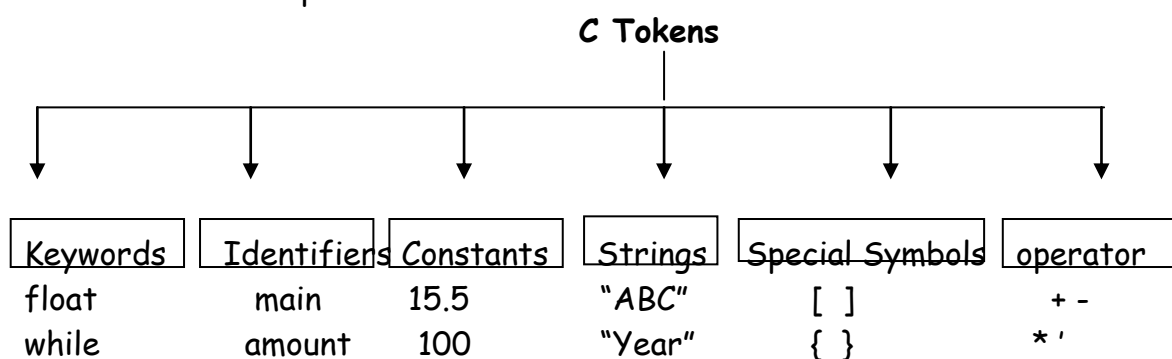 C Tokens
Keywords Identifiers Constants Strings Special Symbols operator
float main 15.5 “ABC” [ ] + -
while amount 100 “Year” { } * ‘